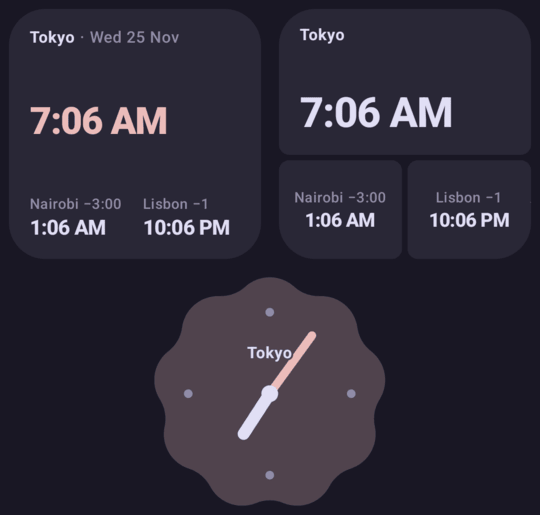 Tokyo · Wed 25 Nov
7:06 AM
Nairobi −3:00
1:06 AM
Lisbon −1
10:06 PM
Tokyo
7:06 AM
Nairobi −3:00
1:06 AM
Lisbon −1
10:06 PM
Tokyo